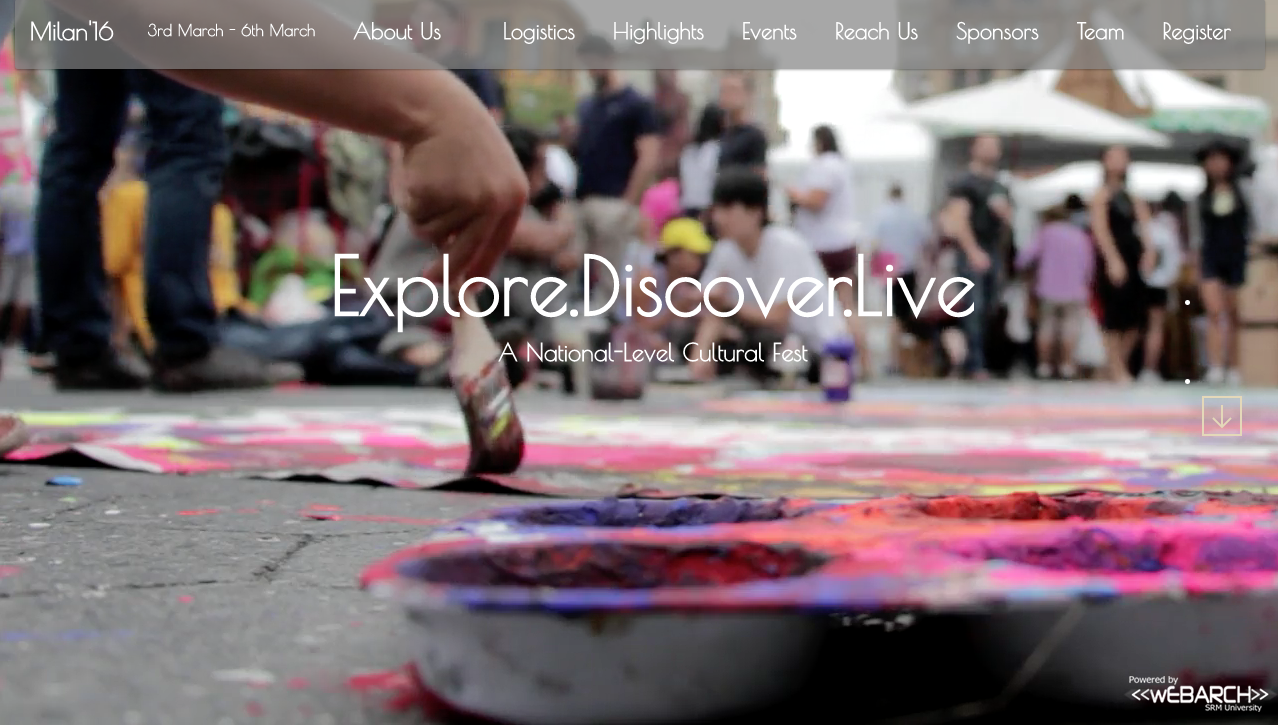 Milan'16 3rd March - 6th March About Us Logistics Highlights Events Reach Us Sponsors Team Register
Explore.Discover.Live
A National-Level Cultural Fest
Powered by
<<wEBARCH>>
SRM University